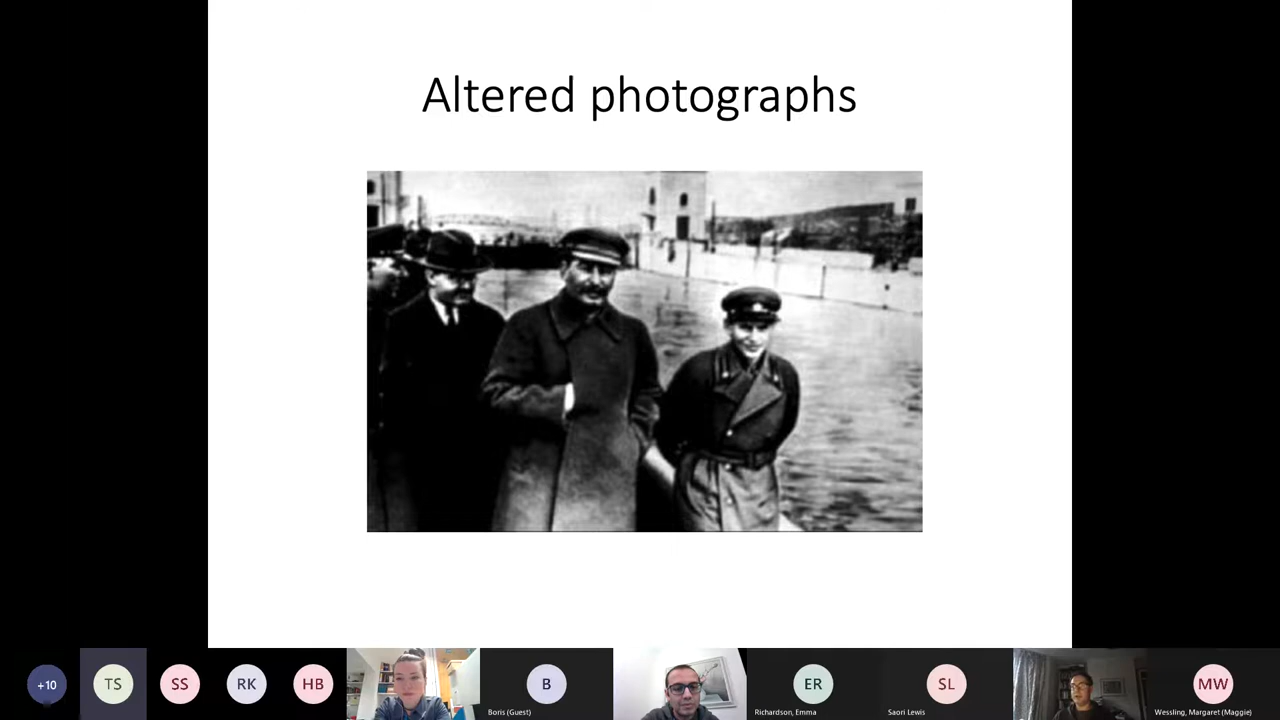 Altered photographs
+10
TS
SS
RK
HB
B
Boris (Guest)
ER
Richardson, Emma
SL
Saori Lewis
MW
Wessling, Margaret (Maggie)